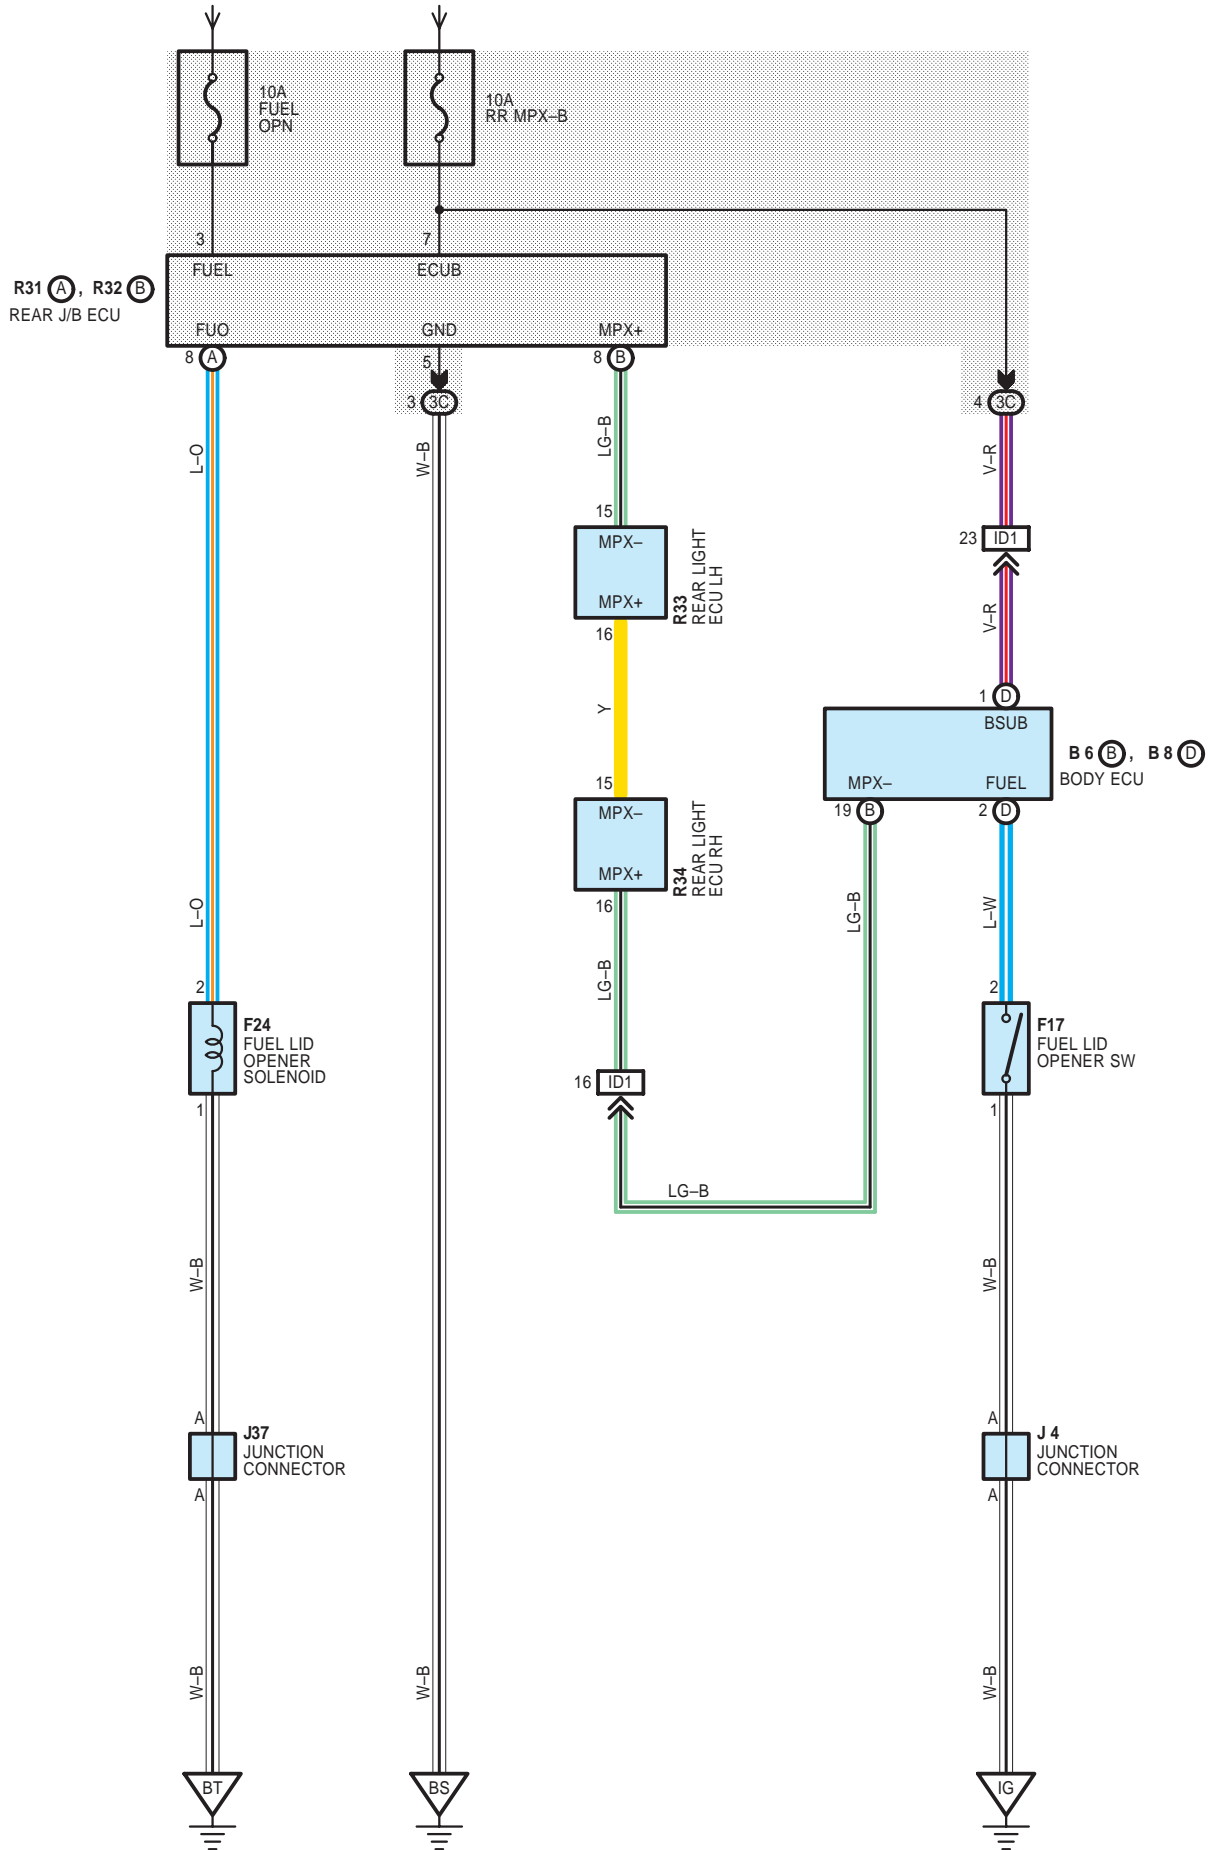 10A
FUEL
OPN
10A
RR MPX–B
3
7
FUEL
ECUB
R31 A , R32 B
REAR J/B ECU
FUO
GND
MPX+
8 A
5
8 B
3 3C
4 3C
L–O
W–B
LG–B
V–R
15
MPX–
MPX+
R33
REAR LIGHT
ECU LH
16
23 ID1
V–R
Y
1 D
BSUB
MPX–
FUEL
B 6 B , B 8 D
BODY ECU
15
MPX–
MPX+
R34
REAR LIGHT
ECU RH
16
19 B
2 D
L–O
LG–B
LG–B
L–W
2
F24
FUEL LID
OPENER
SOLENOID
1
2
F17
FUEL LID
OPENER SW
1
16 ID1
LG–B
W–B
W–B
A
J37
JUNCTION
CONNECTOR
A
A
J 4
JUNCTION
CONNECTOR
A
W–B
W–B
W–B
BT
BS
IG